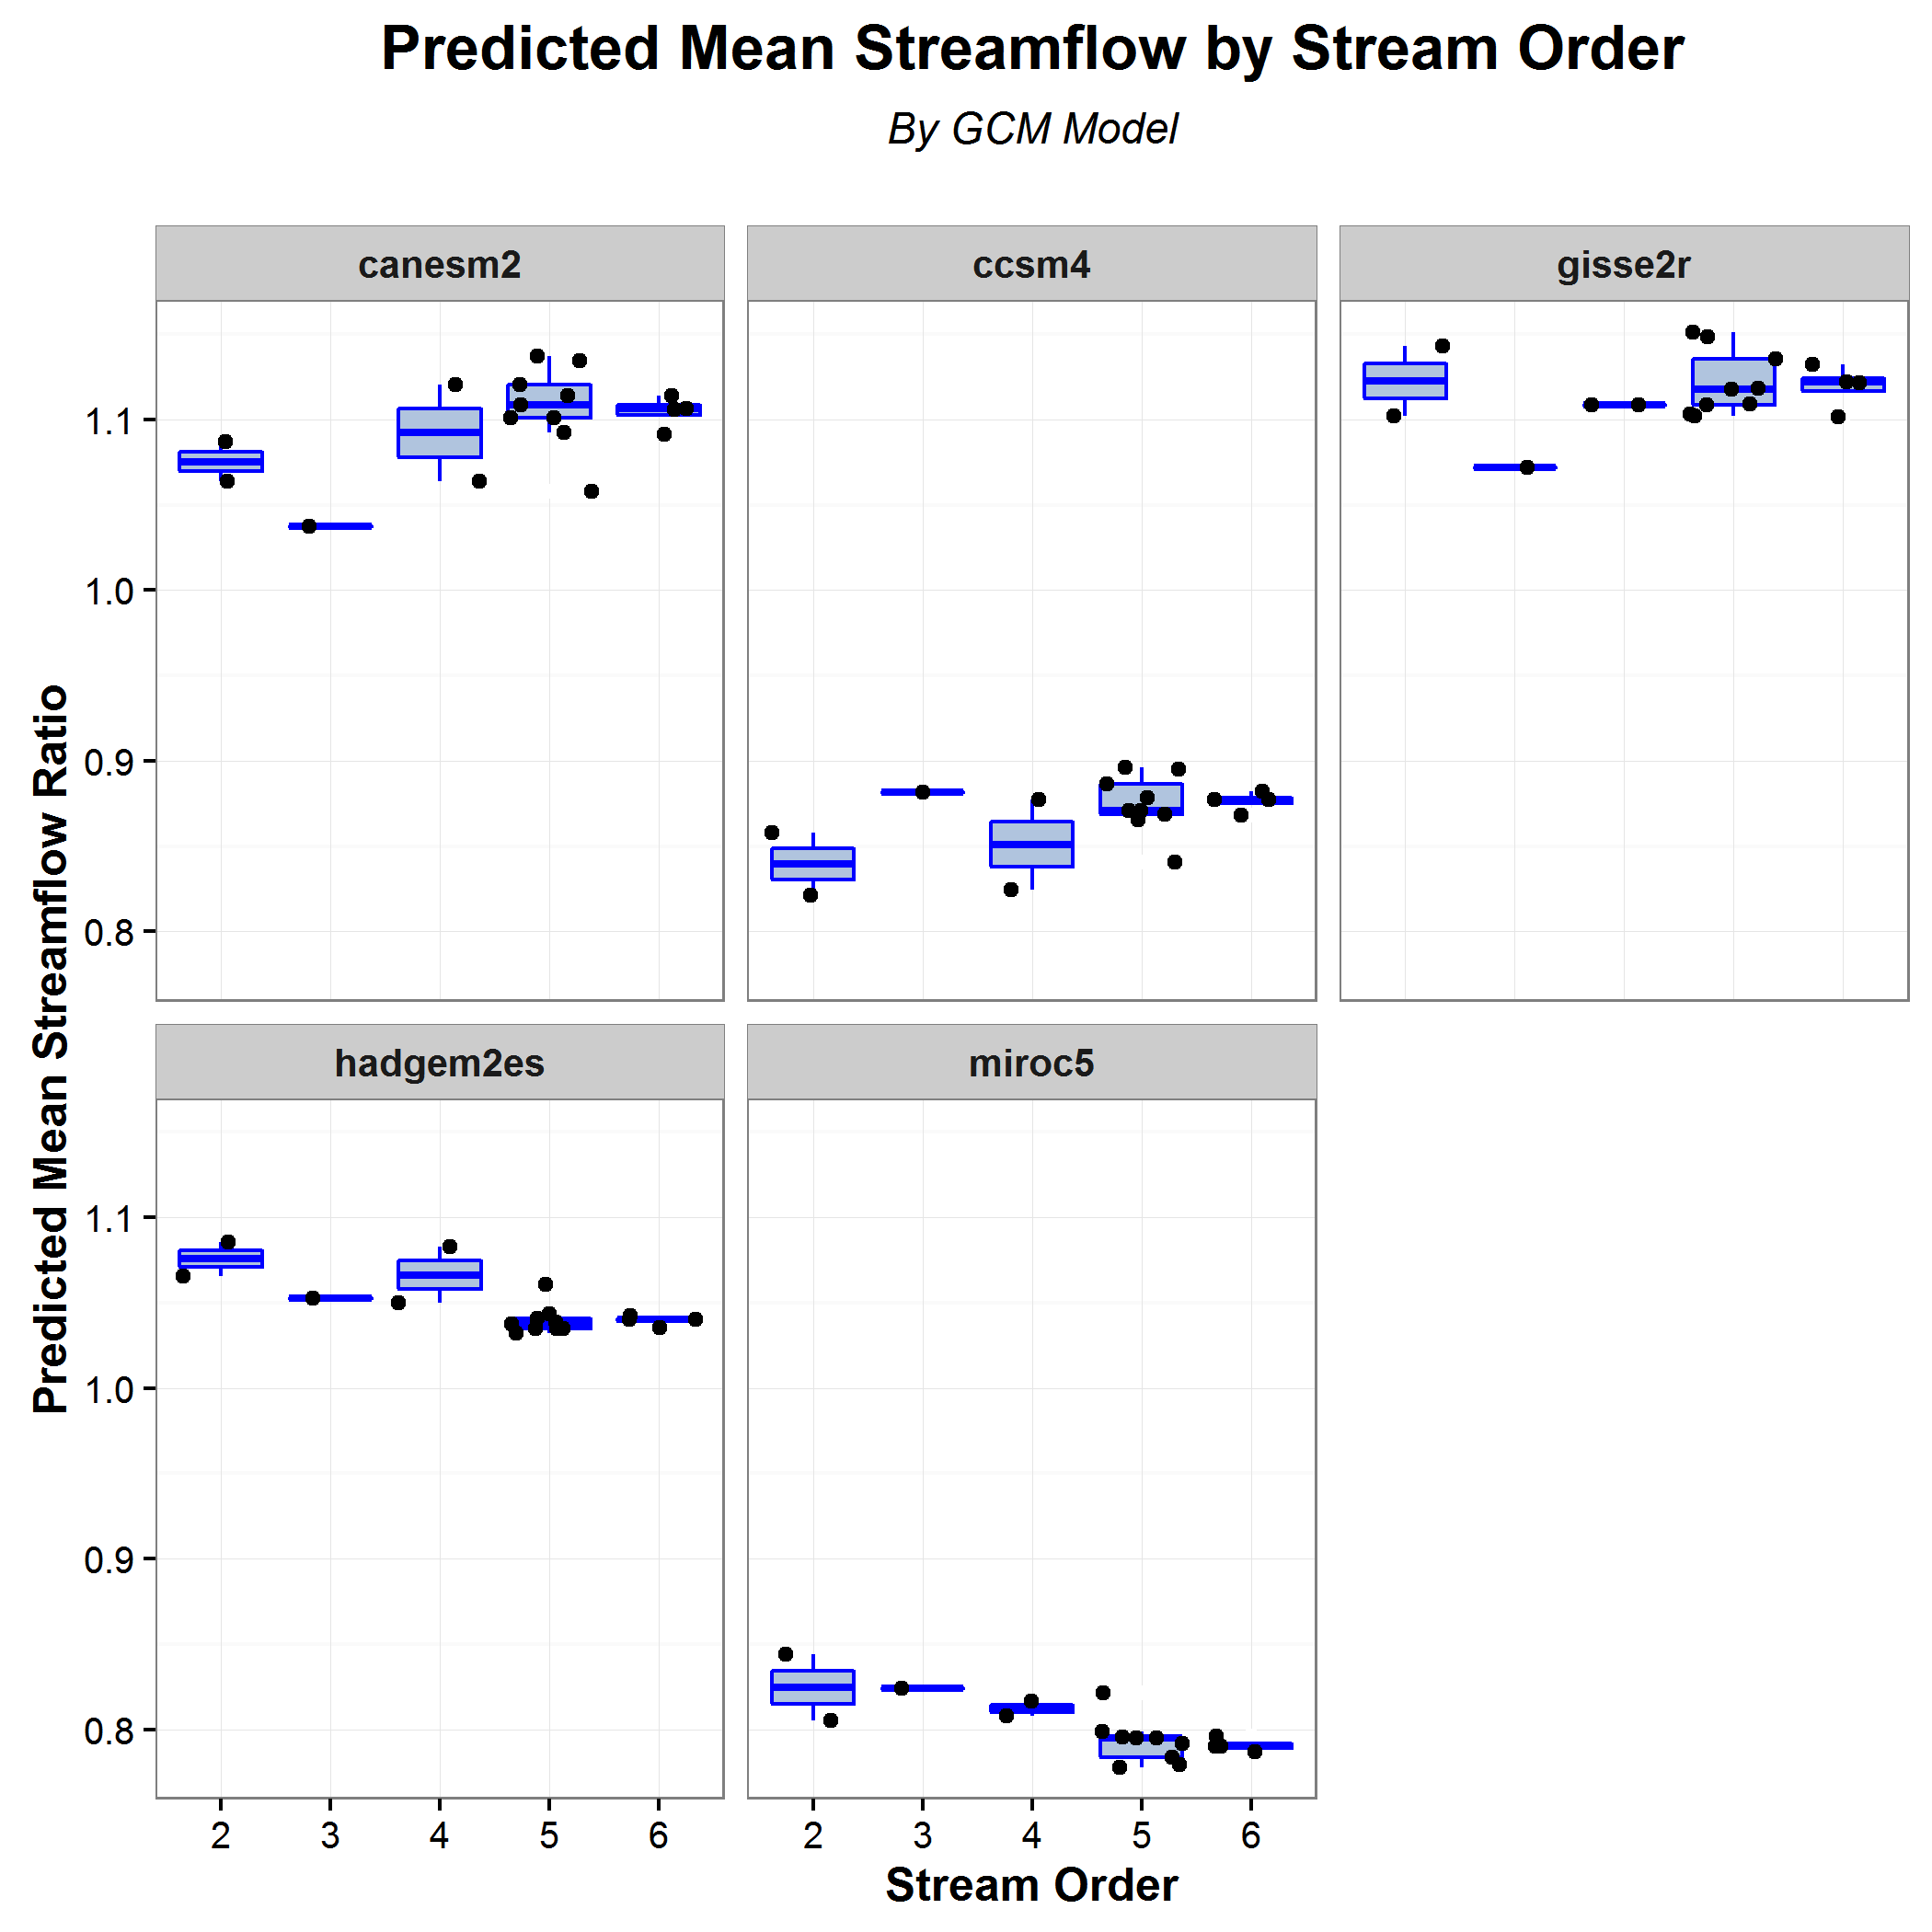 Predicted Mean Streamflow by Stream Order
By GCM Model
canesm2
ccsm4
gisse2r
1.1
1.0
0.9
0.8
Predicted Mean Streamflow Ratio
hadgem2es
miroc5
1.1
1.0
0.9
0.8
2 3 4 5 6
2 3 4 5 6
Stream Order